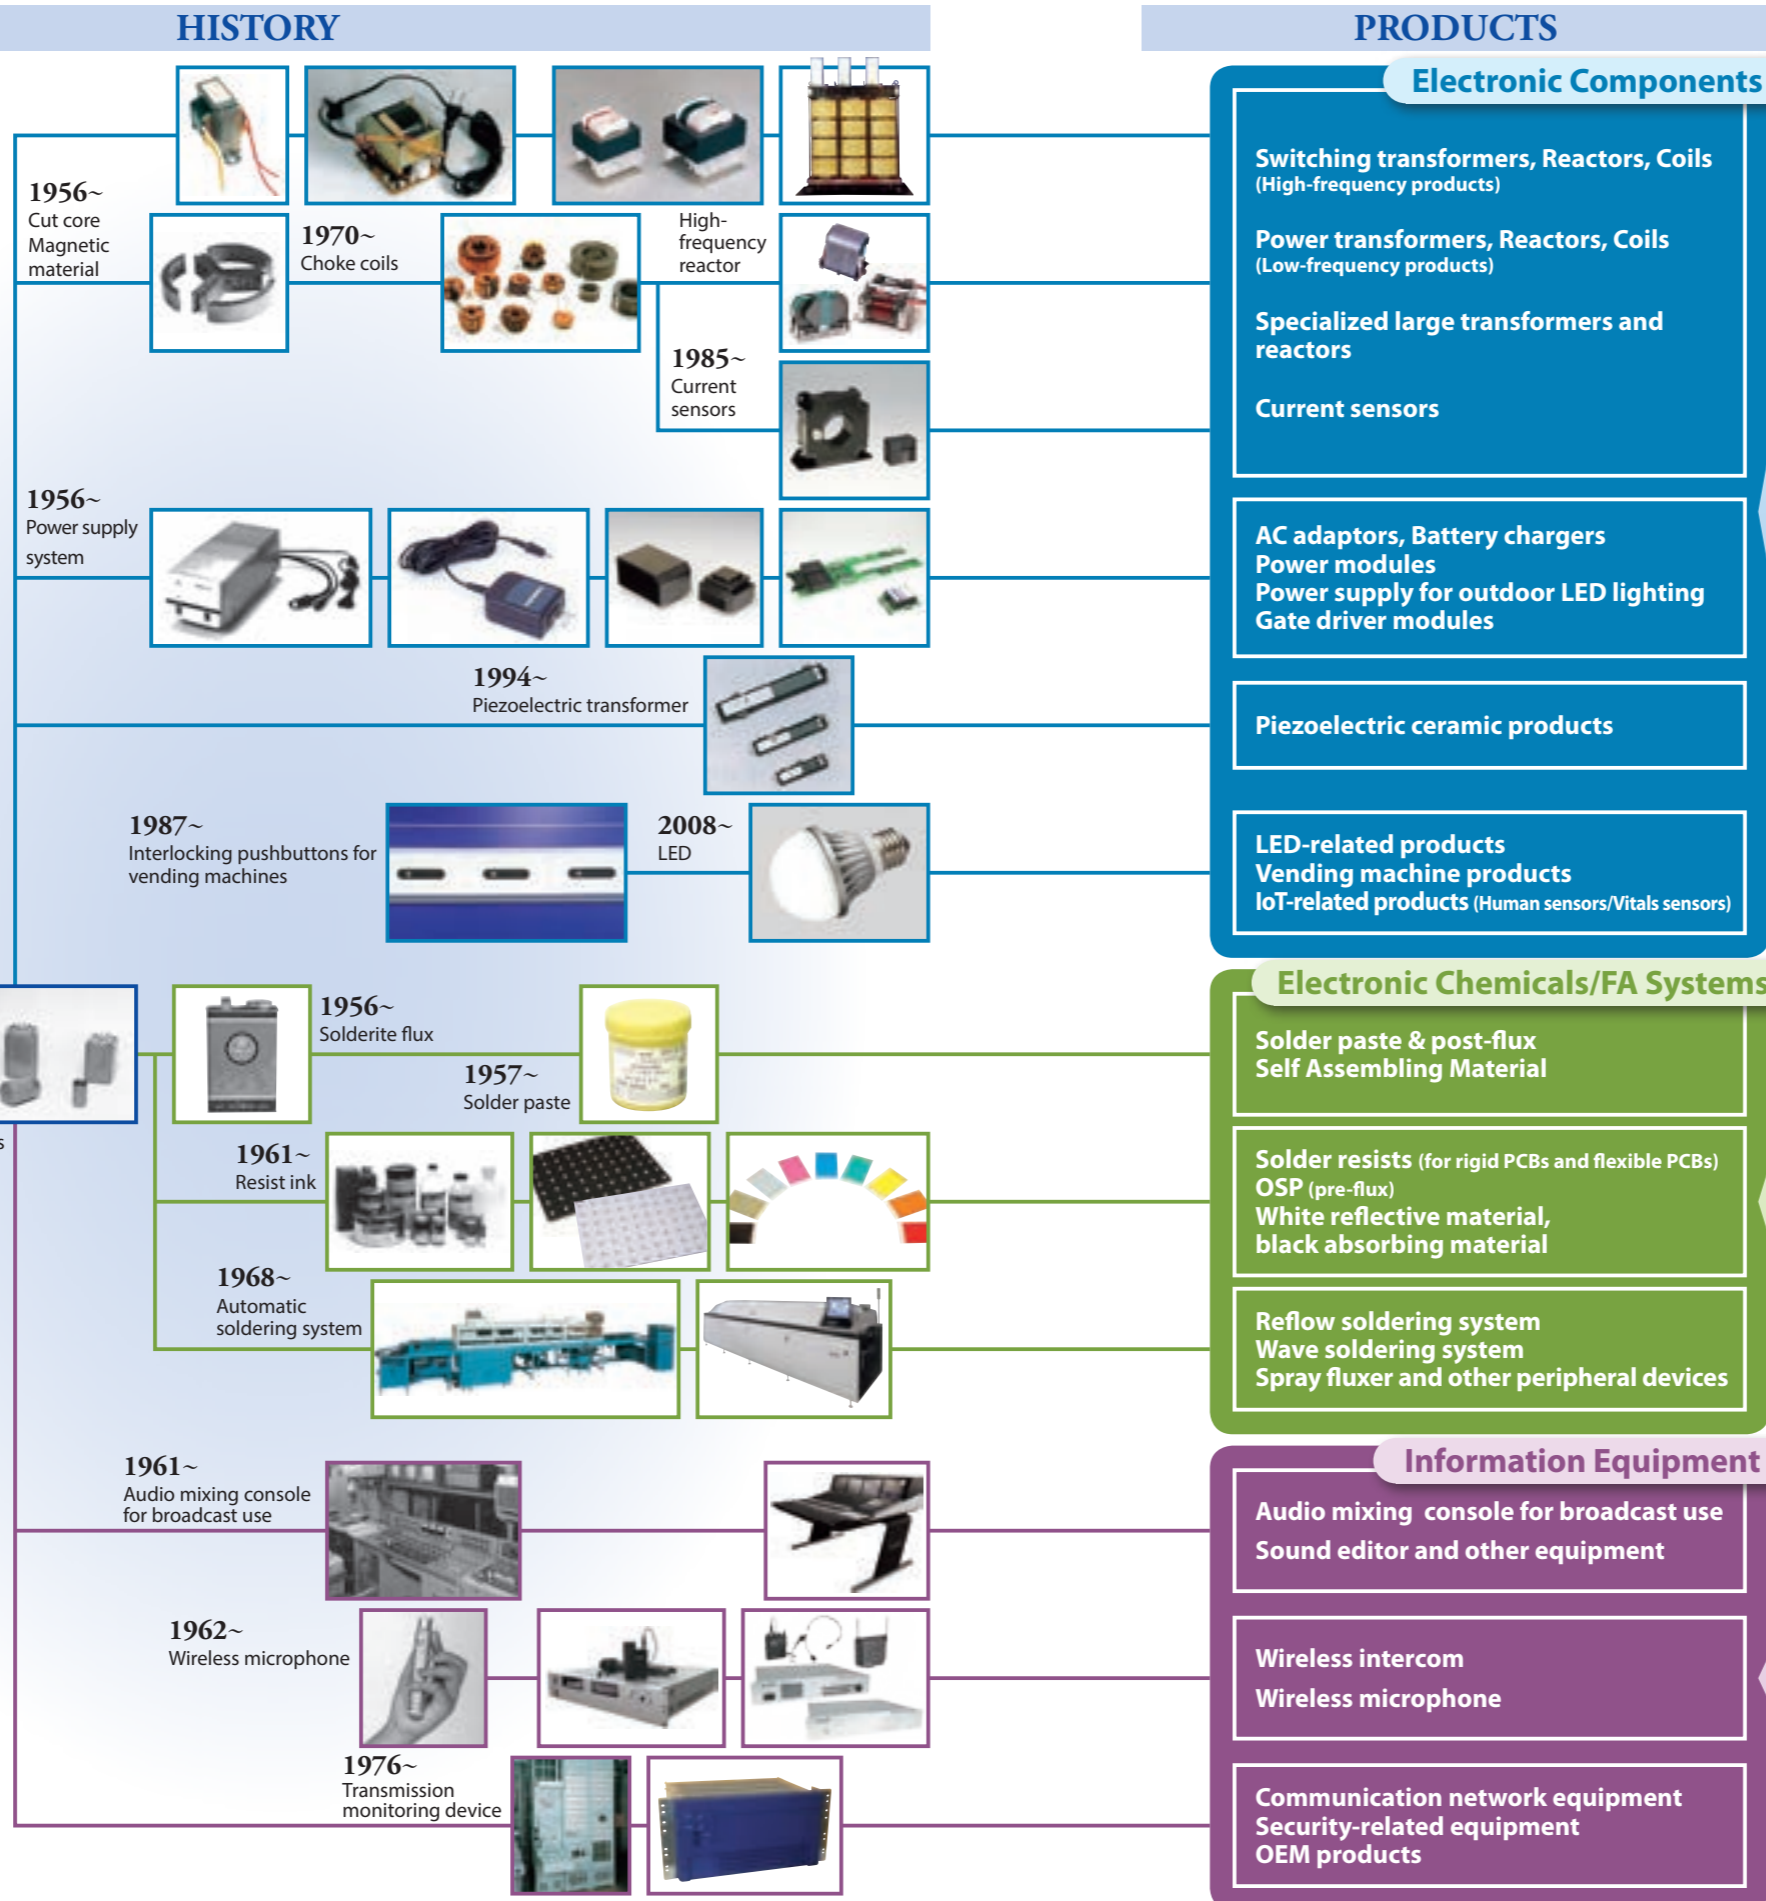 HISTORY
PRODUCTS
1956~
Cut core
Magnetic
material
1970~
Choke coils
High-
frequency
reactor
1985~
Current
sensors
1956~
Power supply
system
1994~
Piezoelectric transformer
1987~
Interlocking pushbuttons for
vending machines
2008~
LED
1956~
Solderite flux
1957~
Solder paste
s
1961~
Resist ink
1968~
Automatic
soldering system
1961~
Audio mixing console
for broadcast use
1962~
Wireless microphone
1976~
Transmission
monitoring device
Electronic Components
Switching transformers, Reactors, Coils
(High-frequency products)
Power transformers, Reactors, Coils
(Low-frequency products)
Specialized large transformers and
reactors
Current sensors
AC adaptors, Battery chargers
Power modules
Power supply for outdoor LED lighting
Gate driver modules
Piezoelectric ceramic products
LED-related products
Vending machine products
IoT-related products (Human sensors/Vitals sensors)
Electronic Chemicals/FA Systems
Solder paste & post-flux
Self Assembling Material
Solder resists (for rigid PCBs and flexible PCBs)
OSP (pre-flux)
White reflective material,
black absorbing material
Reflow soldering system
Wave soldering system
Spray fluxer and other peripheral devices
Information Equipment
Audio mixing console for broadcast use
Sound editor and other equipment
Wireless intercom
Wireless microphone
Communication network equipment
Security-related equipment
OEM products